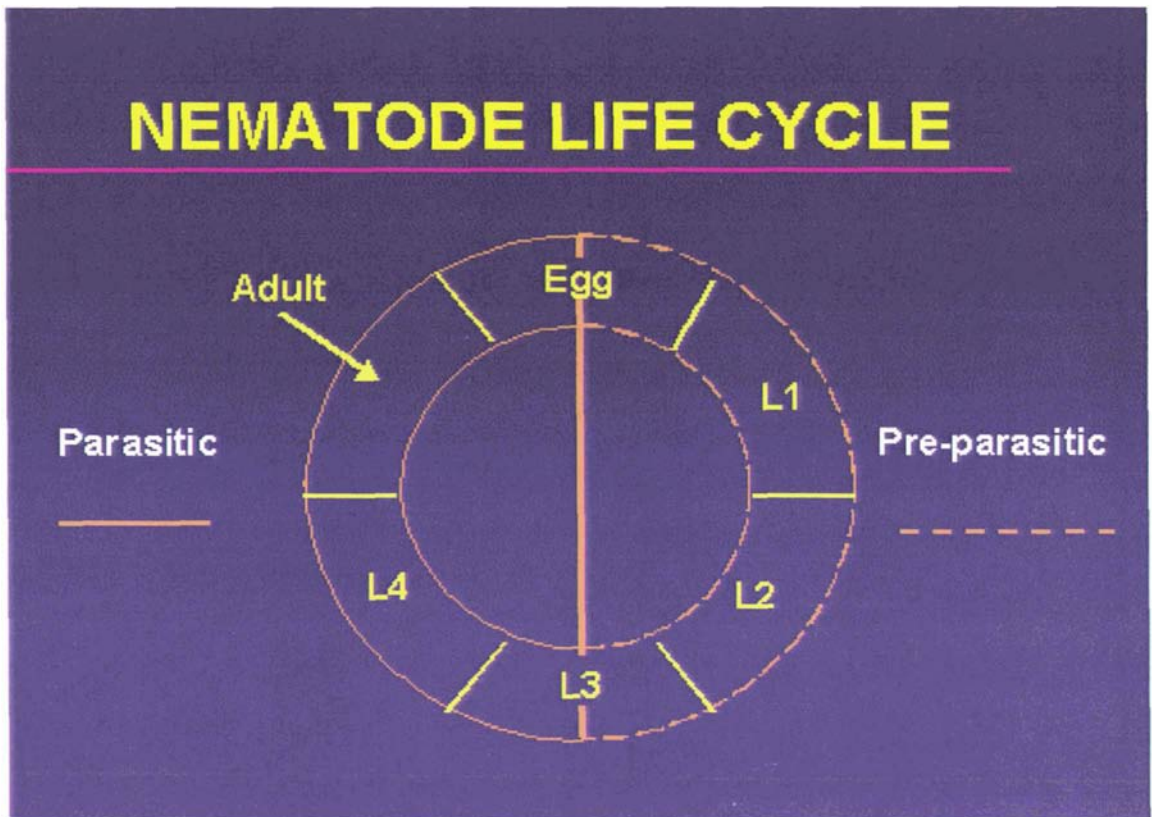 NEMATODE LIFE CYCLE
Adult
Egg
L1
Parasitic
Pre-parasitic
L4
L2
L3